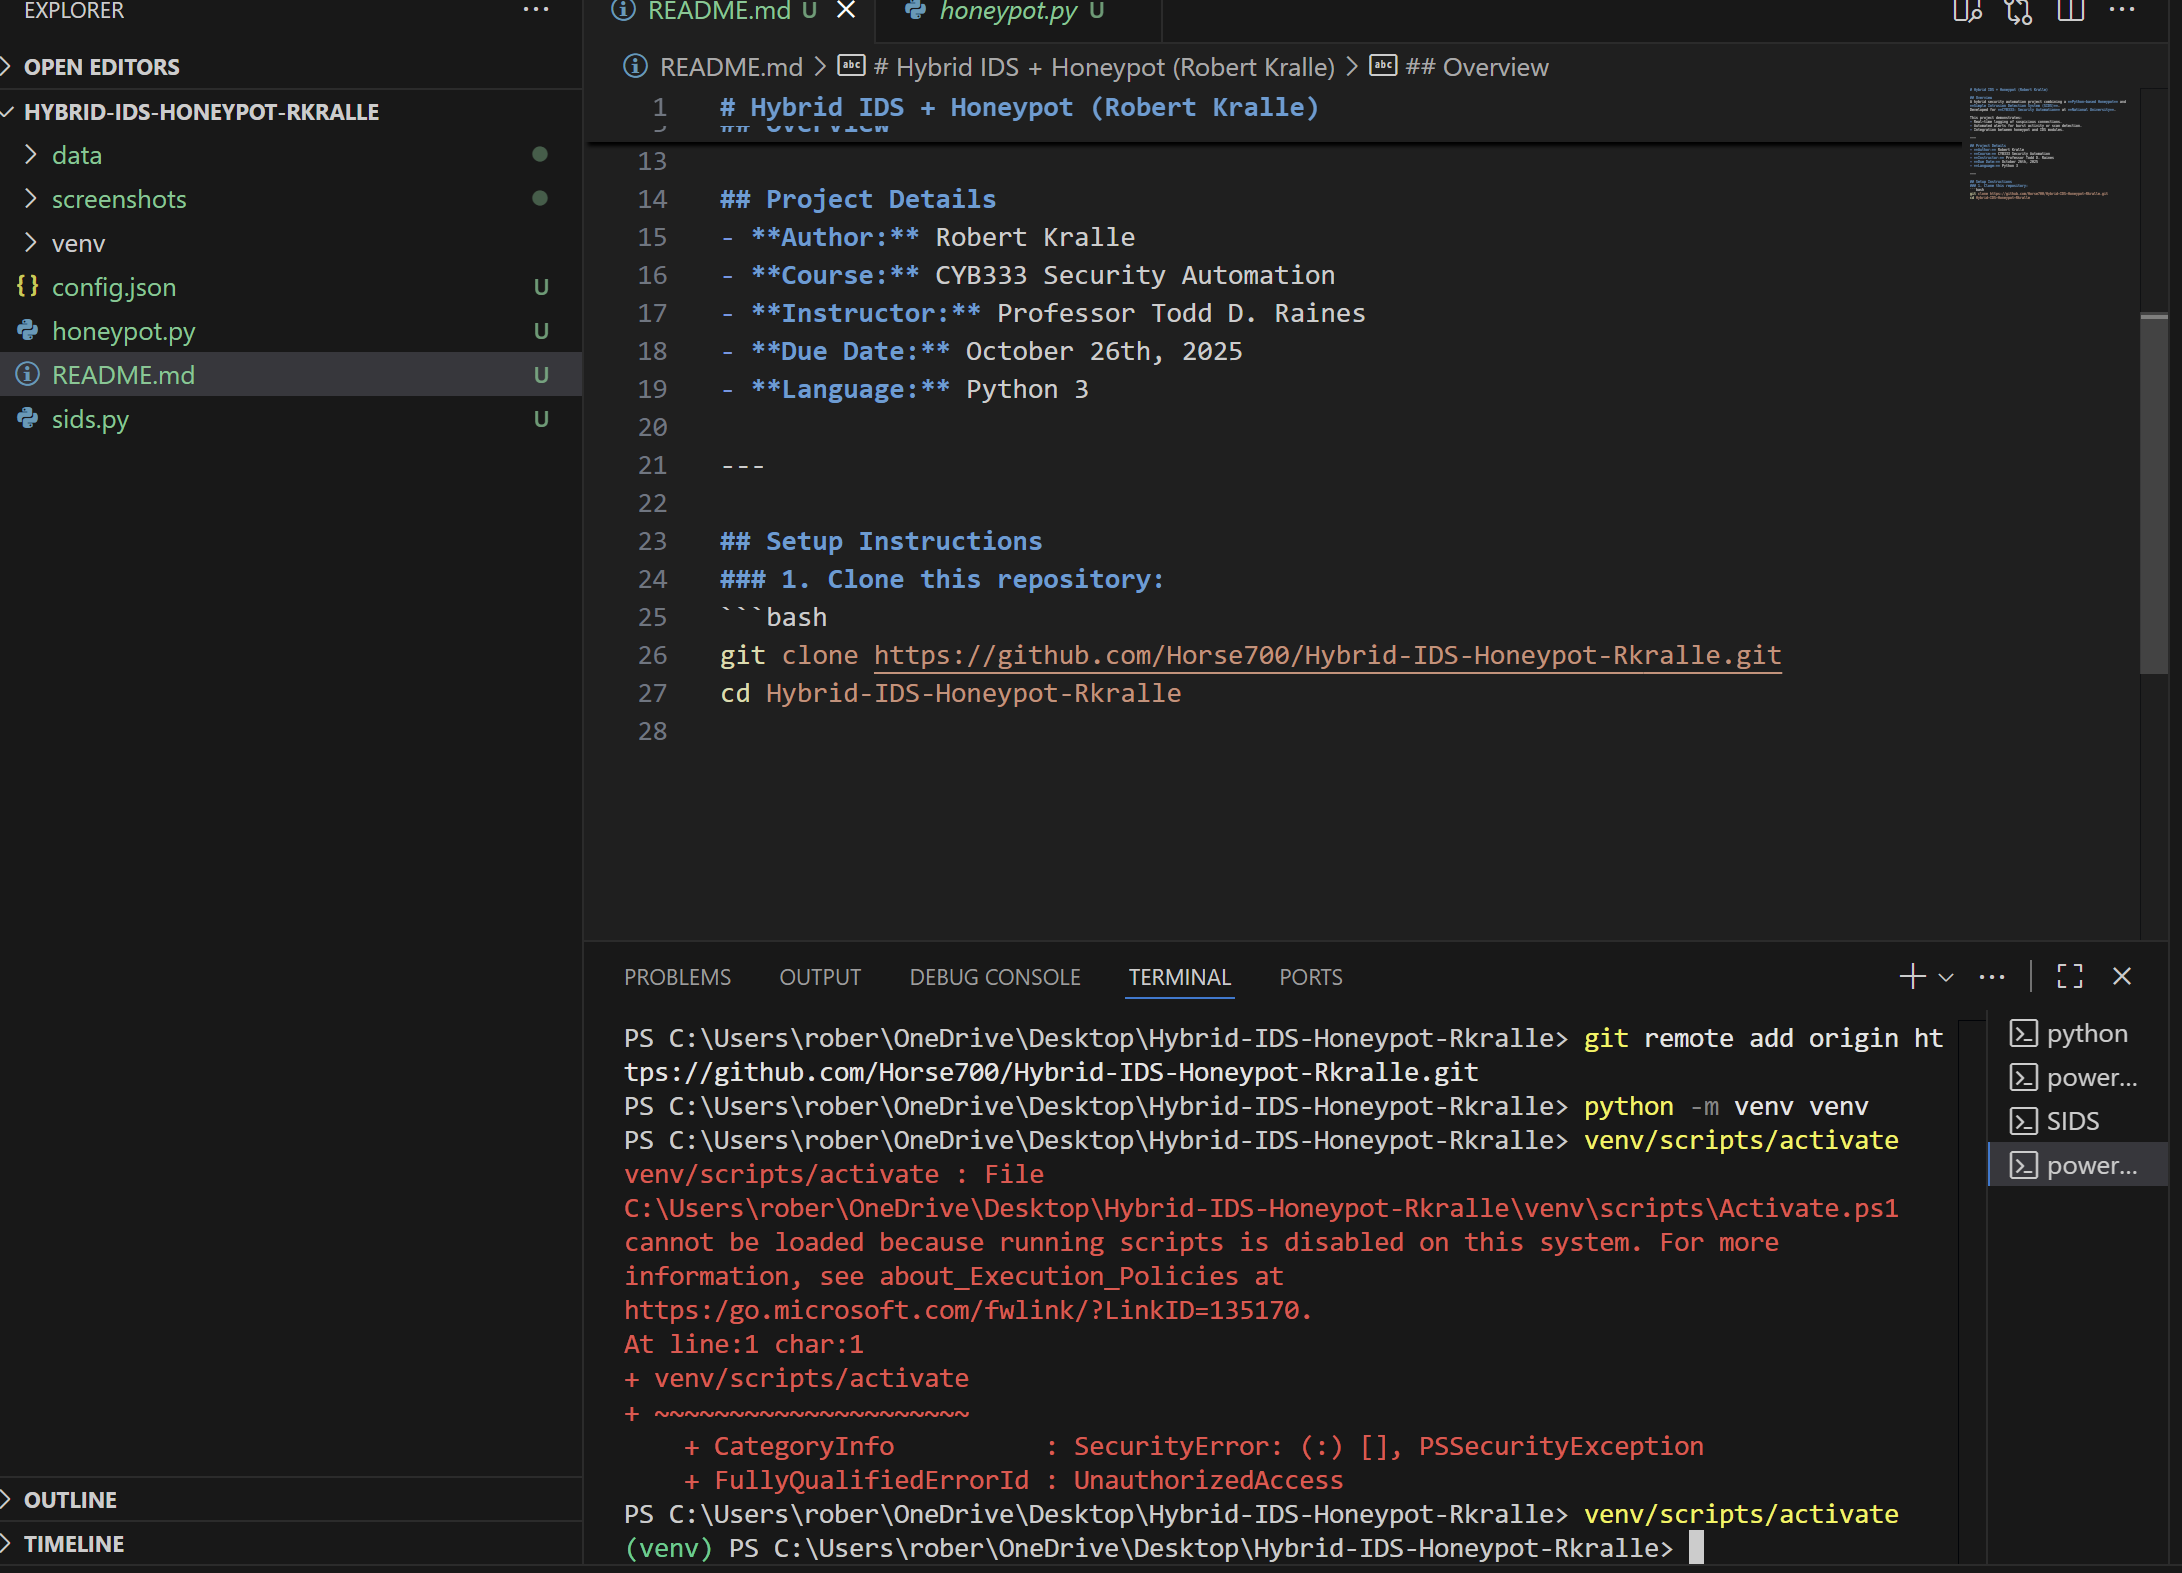 EXPLORER
···
OPEN EDITORS
HYBRID-IDS-HONEYPOT-RKRALLE
data
screenshots
venv
{} config.json U
honeypot.py U
README.md U
sids.py U
OUTLINE
TIMELINE
README.md U
honeypot.py U
README.md > # Hybrid IDS + Honeypot (Robert Kralle) > ## Overview
1 # Hybrid IDS + Honeypot (Robert Kralle)
## Overview
13
14 ## Project Details
15 - **Author:** Robert Kralle
16 - **Course:** CYB333 Security Automation
17 - **Instructor:** Professor Todd D. Raines
18 - **Due Date:** October 26th, 2025
19 - **Language:** Python 3
20
21 ---
22
23 ## Setup Instructions
24 ### 1. Clone this repository:
25 ```bash
26 git clone https://github.com/Horse700/Hybrid-IDS-Honeypot-Rkralle.git
27 cd Hybrid-IDS-Honeypot-Rkralle
28
PROBLEMS OUTPUT DEBUG CONSOLE TERMINAL PORTS
PS C:\Users\rober\OneDrive\Desktop\Hybrid-IDS-Honeypot-Rkralle> git remote add origin ht
tps://github.com/Horse700/Hybrid-IDS-Honeypot-Rkralle.git
PS C:\Users\rober\OneDrive\Desktop\Hybrid-IDS-Honeypot-Rkralle> python -m venv venv
PS C:\Users\rober\OneDrive\Desktop\Hybrid-IDS-Honeypot-Rkralle> venv/scripts/activate
venv/scripts/activate : File
C:\Users\rober\OneDrive\Desktop\Hybrid-IDS-Honeypot-Rkralle\venv\scripts\Activate.ps1
cannot be loaded because running scripts is disabled on this system. For more
information, see about_Execution_Policies at
https:/go.microsoft.com/fwlink/?LinkID=135170.
At line:1 char:1
+ venv/scripts/activate
+ ~~~~~~~~~~~~~~~~~~~~~
+ CategoryInfo : SecurityError: (:) [], PSSecurityException
+ FullyQualifiedErrorId : UnauthorizedAccess
PS C:\Users\rober\OneDrive\Desktop\Hybrid-IDS-Honeypot-Rkralle> venv/scripts/activate
(venv) PS C:\Users\rober\OneDrive\Desktop\Hybrid-IDS-Honeypot-Rkralle>
python
power...
SIDS
power...